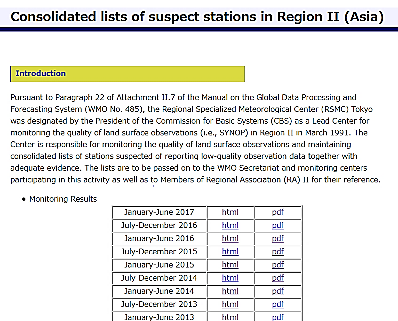 Consolidated lists of suspect stations in Region II (Asia)
Introduction
Pursuant to Paragraph 22 of Attachment II.7 of the Manual on the Global Data Processing and
Forecasting System (WMO No. 485), the Regional Specialized Meteorological Center (RSMC) Tokyo
was designated by the President of the Commission for Basic Systems (CBS) as a Lead Center for
monitoring the quality of land surface observations (i.e., SYNOP) in Region II in March 1991. The
Center is responsible for monitoring the quality of land surface observations and maintaining
consolidated lists of stations suspected of reporting low-quality observation data together with
adequate evidence. The lists are to be passed on to the WMO Secretariat and monitoring centers
participating in this activity as well as to Members of Regional Association (RA) II for their reference.
• Monitoring Results
January-June 2017 html pdf
July-December 2016 html pdf
January-June 2016 html pdf
July-December 2015 html pdf
January-June 2015 html pdf
July-December 2014 html pdf
January-June 2014 html pdf
July-December 2013 html pdf
January-June 2013 html pdf